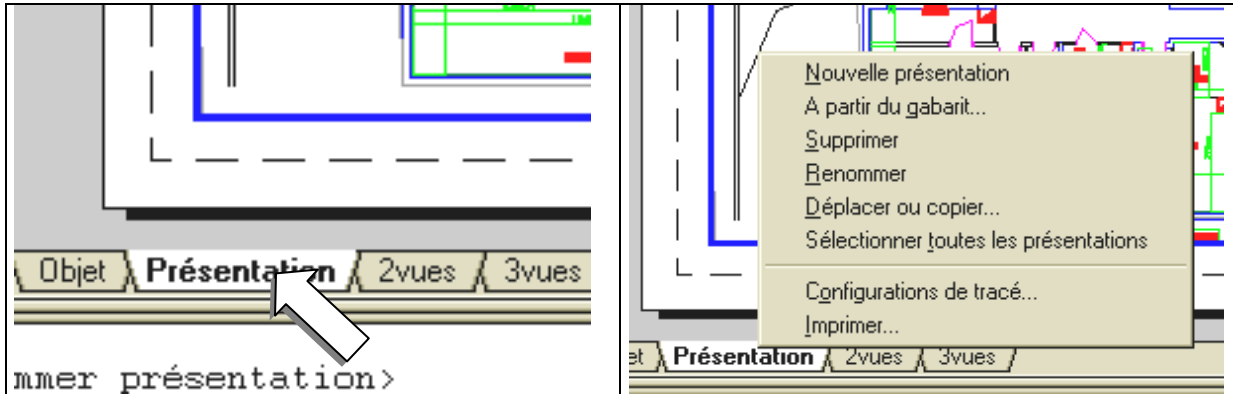 Objet Présentation 2vues 3vues
mmer présentation>
Nouvelle présentation
A partir du gabarit...
Supprimer
Renommer
Déplacer ou copier...
Sélectionner toutes les présentations
Configurations de tracé...
Imprimer...
et Présentation 2vues 3vues